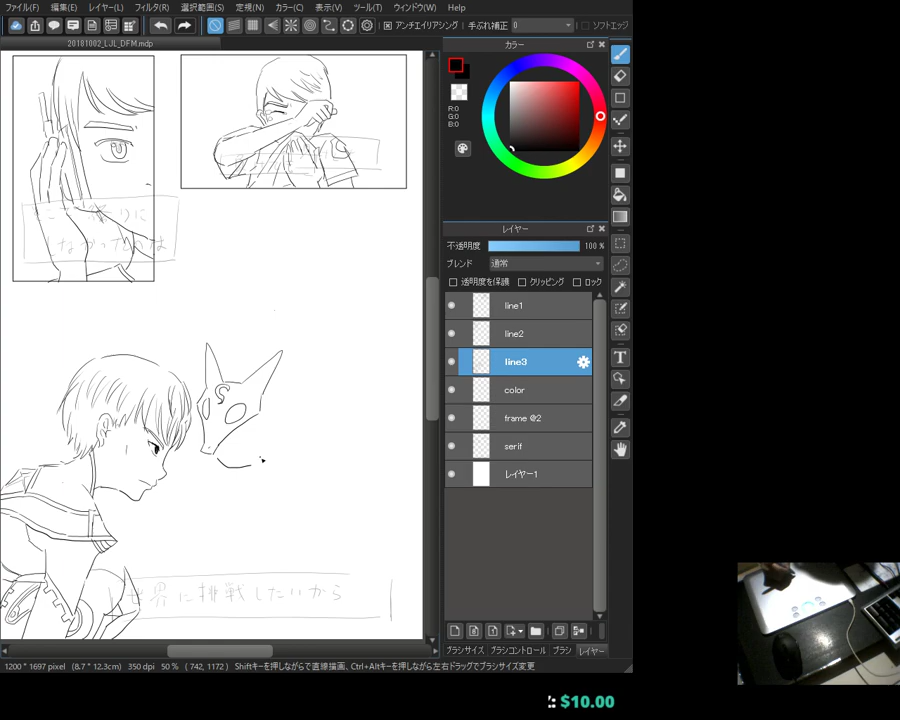 ファイル(F) 編集(E) レイヤー(L) フィルタ(R) 選択範囲(S) 定規(N) カラー(C) 表示(V) ツール(T) ウィンドウ(W) Help
アンチエイリアシング 手ぶれ補正 0 ソフトエッジ
20181002_LJL_DFM.mdp
カラー
R:0
G:0
B:0
レイヤー
不透明度 100 %
ブレンド 通常
透明度を保護 クリッピング ロック
line1
line2
line3
color
frame @2
serif
レイヤー1
しなかったのは
世界に挑戦したいから
ブラシサイズ ブラシコントロール ブラシ レイヤー
1200 * 1697 pixel (8.7 * 12.3cm) 350 dpi 50 % ( 742, 1172 ) Shiftキーを押しながらで直線描画、Ctrl+Altキーを押しながら左右ドラッグでブラシサイズ変更
$10.00